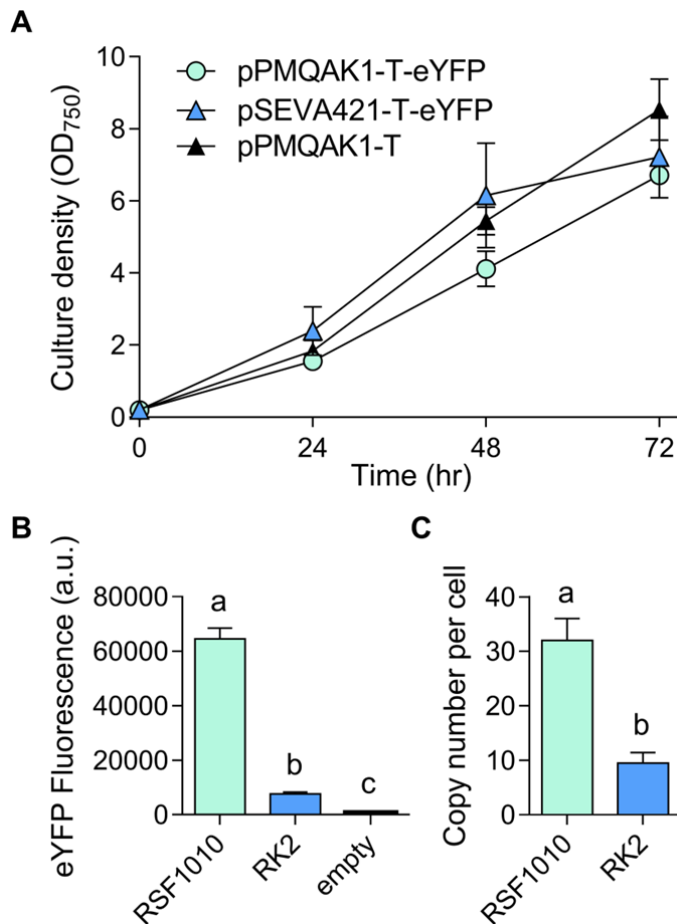 A
pPMQAK1-T-eYFP
pSEVA421-T-eYFP
pPMQAK1-T
Culture density (OD750)
10
8
6
4
2
0
0 24 48 72
Time (hr)
B
eYFP Fluorescence (a.u.)
80000
60000
40000
20000
0
a
b
c
RSF1010 RK2 empty
C
Copy number per cell
40
30
20
10
0
a
b
RSF1010 RK2